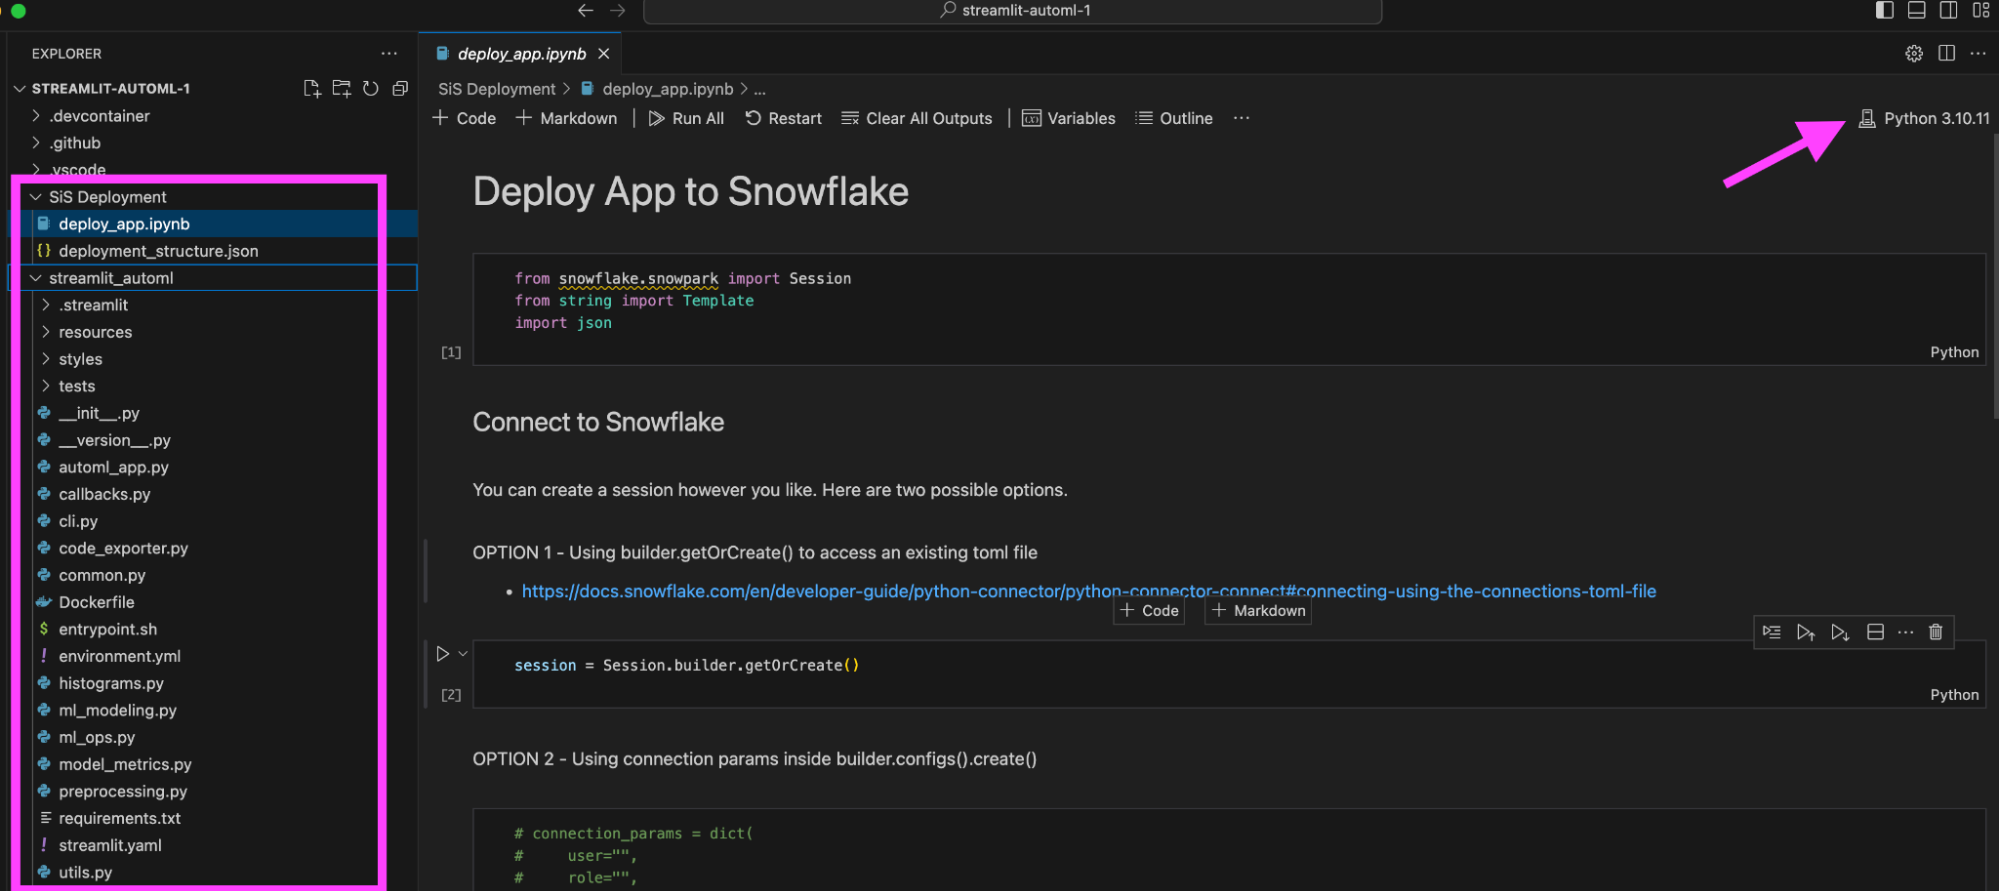 streamlit-automl-1
EXPLORER
STREAMLIT-AUTOML-1
.devcontainer
.github
.vscode
SiS Deployment
deploy_app.ipynb
{} deployment_structure.json
streamlit_automl
.streamlit
resources
styles
tests
__init__.py
__version__.py
automl_app.py
callbacks.py
cli.py
code_exporter.py
common.py
Dockerfile
$ entrypoint.sh
! environment.yml
histograms.py
ml_modeling.py
ml_ops.py
model_metrics.py
preprocessing.py
requirements.txt
! streamlit.yaml
utils.py
deploy_app.ipynb
SiS Deployment > deploy_app.ipynb > ...
+ Code + Markdown | Run All Restart Clear All Outputs | Variables Outline ...
Python 3.10.11
Deploy App to Snowflake
from snowflake.snowpark import Session
from string import Template
import json
[1]
Python
Connect to Snowflake
You can create a session however you like. Here are two possible options.
OPTION 1 - Using builder.getOrCreate() to access an existing toml file
• https://docs.snowflake.com/en/developer-guide/python-connector/python-connector-connect#connecting-using-the-connections-toml-file
+ Code + Markdown
session = Session.builder.getOrCreate()
[2]
Python
OPTION 2 - Using connection params inside builder.configs().create()
# connection_params = dict(
# user="",
# role="",